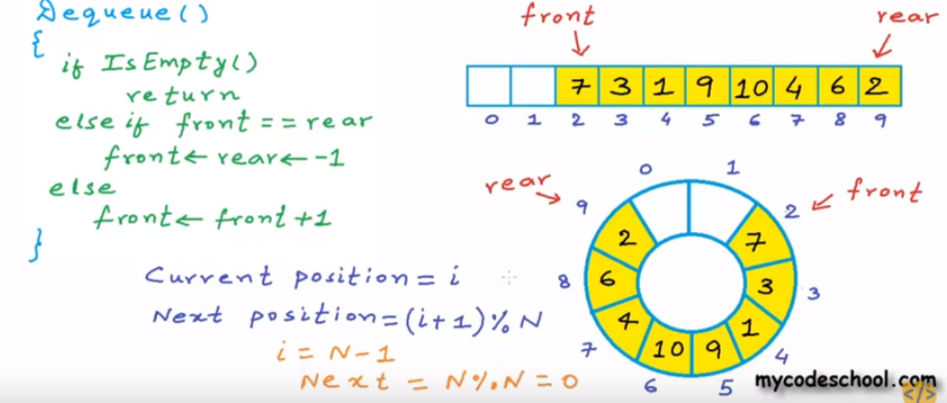 Dequeue()
{
if IsEmpty()
return
else if front == rear
front ← rear ← -1
else
front ← front +1
}
Current position = i
Next position = (i+1)%N
i = N-1
Next = N%N = 0
front
rear
7 3 1 9 10 4 6 2
0 1 2 3 4 5 6 7 8 9
rear
front
0
1
2
3
4
5
6
7
8
9
7
3
1
9
10
4
6
2
mycodeschool.com
</>